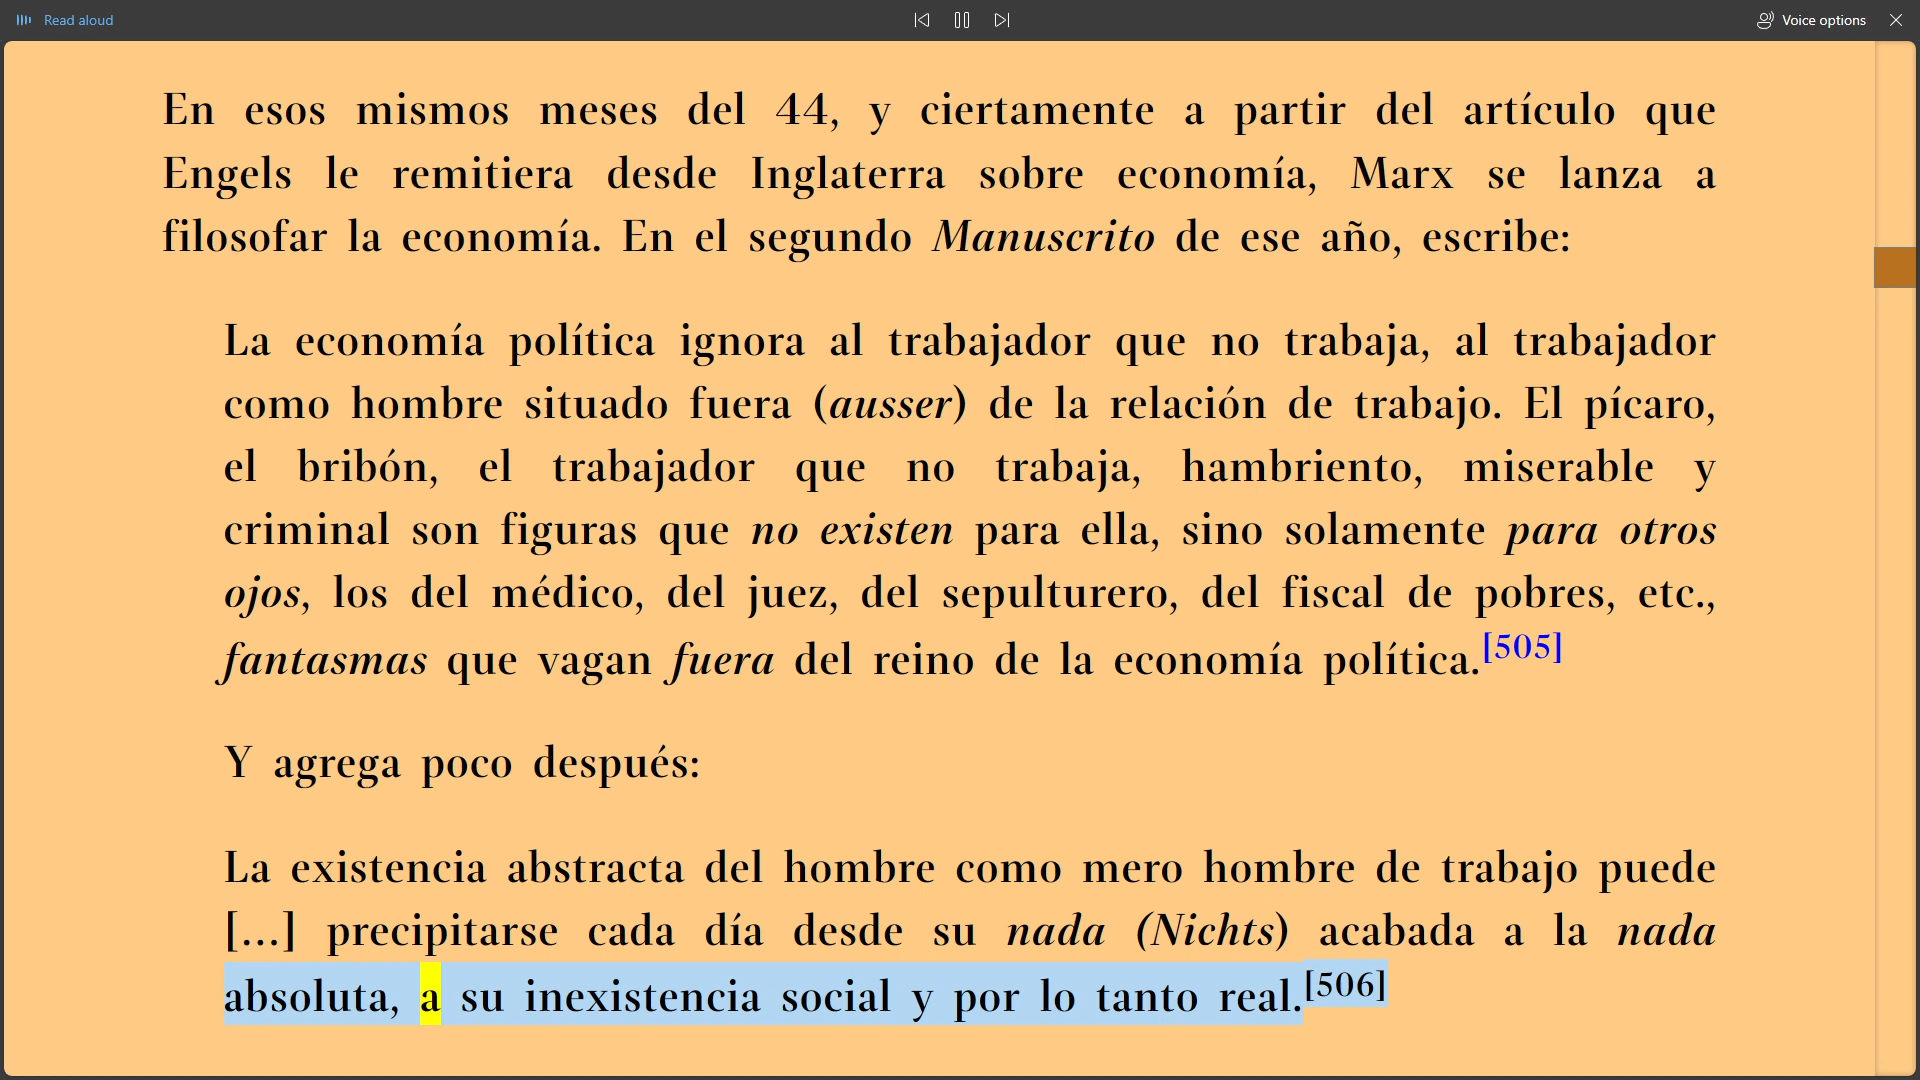 Read aloud
Voice options
En esos mismos meses del 44, y ciertamente a partir del artículo que
Engels le remitiera desde Inglaterra sobre economía, Marx se lanza a
filosofar la economía. En el segundo Manuscrito de ese año, escribe:
La economía política ignora al trabajador que no trabaja, al trabajador
como hombre situado fuera (ausser) de la relación de trabajo. El pícaro,
el bribón, el trabajador que no trabaja, hambriento, miserable y
criminal son figuras que no existen para ella, sino solamente para otros
ojos, los del médico, del juez, del sepulturero, del fiscal de pobres, etc.,
fantasmas que vagan fuera del reino de la economía política.[505]
Y agrega poco después:
La existencia abstracta del hombre como mero hombre de trabajo puede
[...] precipitarse cada día desde su nada (Nichts) acabada a la nada
absoluta, a su inexistencia social y por lo tanto real.[506]